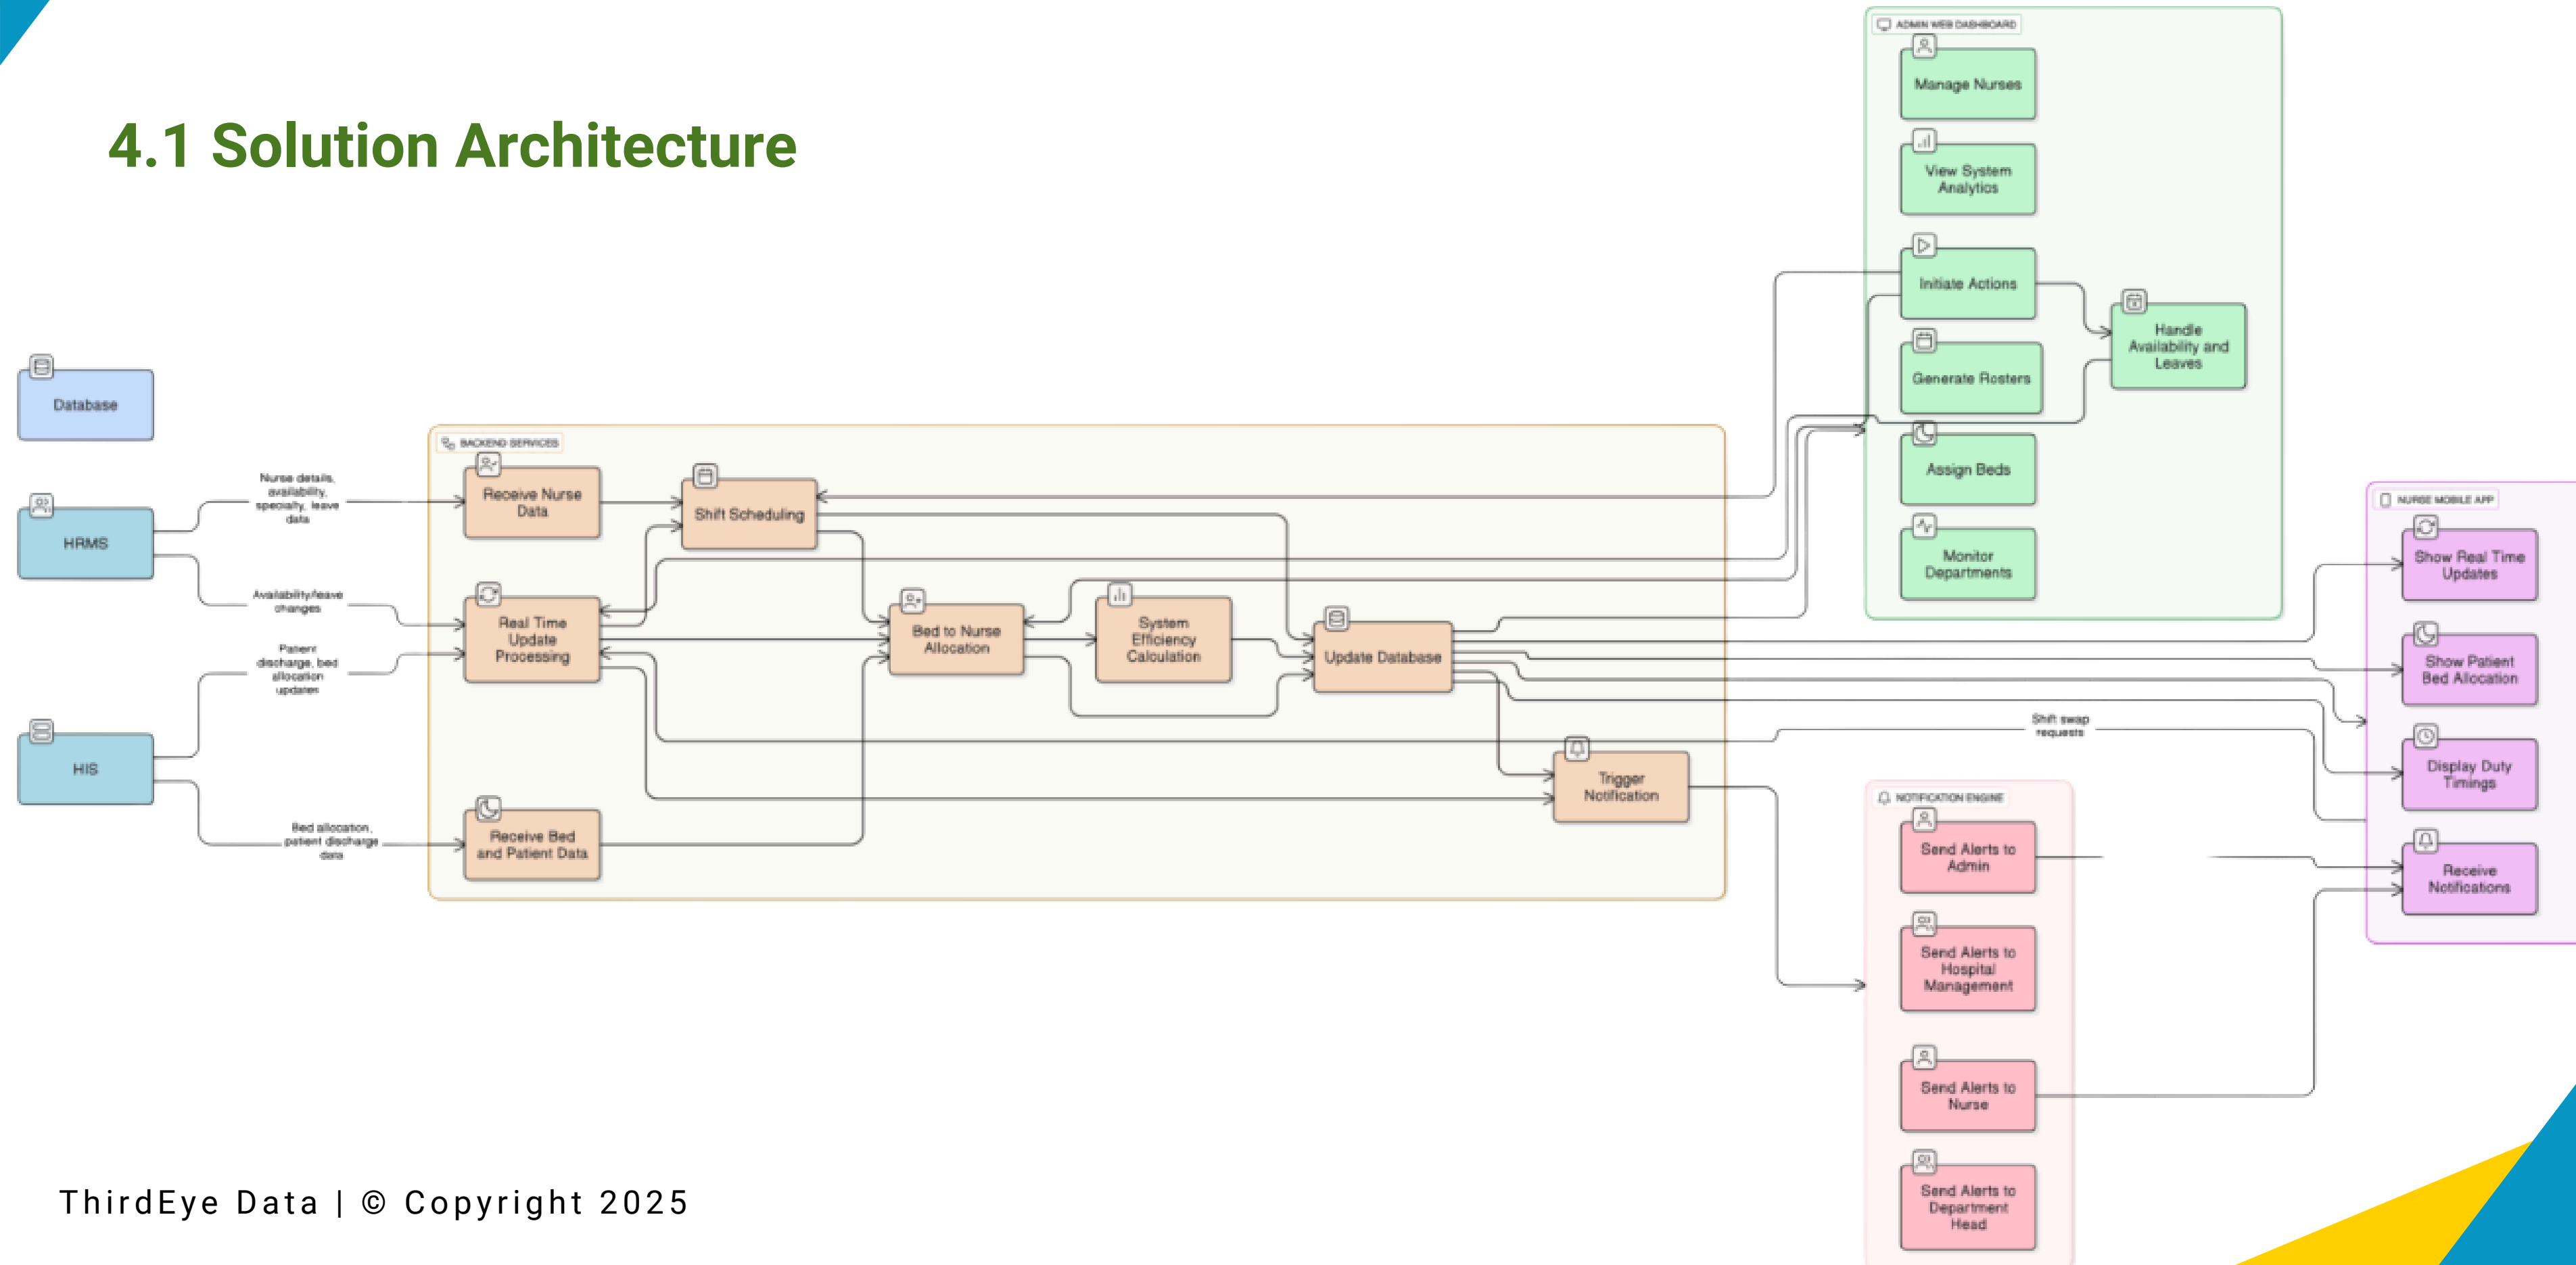 4.1 Solution Architecture
Database
HRMS
HIS
Nurse details,
availability,
specialty, leave
data
Availability/leave
changes
Patient
discharge, bed
allocation
updates
Bed allocation,
patient discharge
data
BACKEND SERVICES
Receive Nurse
Data
Shift Scheduling
Real Time
Update
Processing
Bed to Nurse
Allocation
System
Efficiency
Calculation
Update Database
Receive Bed
and Patient Data
Trigger
Notification
ADMIN WEB DASHBOARD
Manage Nurses
View System
Analytics
Initiate Actions
Handle
Availability and
Leaves
Generate Rosters
Assign Beds
Monitor
Departments
Shift swap
requests
NOTIFICATION ENGINE
Send Alerts to
Admin
Send Alerts to
Hospital
Management
Send Alerts to
Nurse
Send Alerts to
Department
Head
NURSE MOBILE APP
Show Real Time
Updates
Show Patient
Bed Allocation
Display Duty
Timings
Receive
Notifications
ThirdEye Data | © Copyright 2025